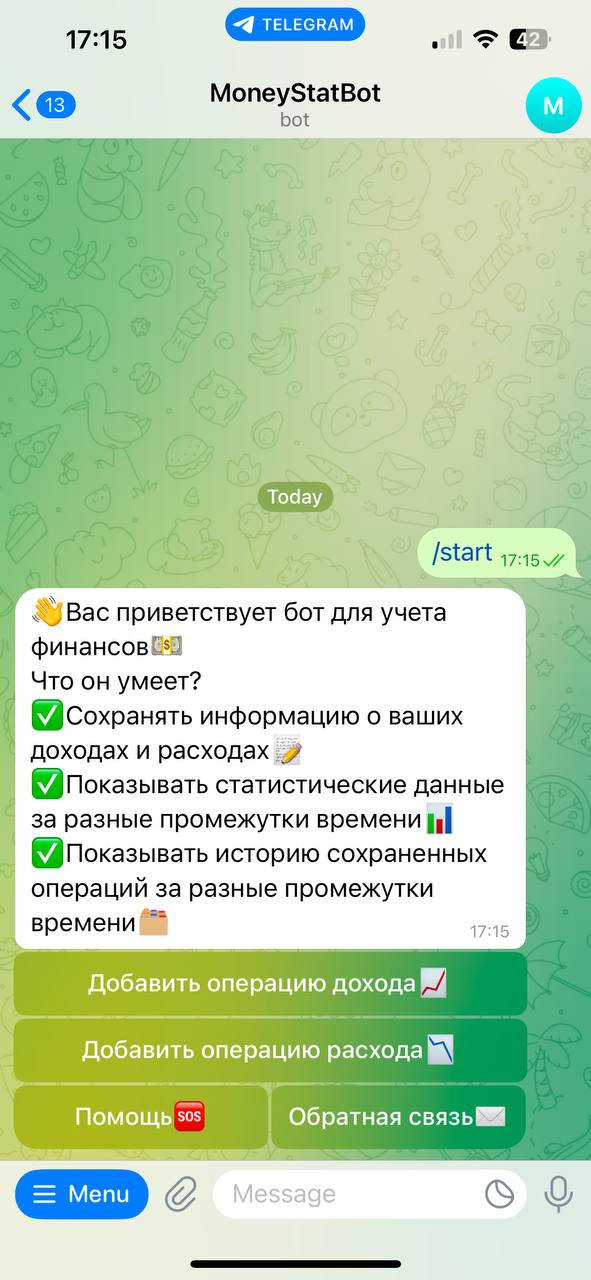 17:15
TELEGRAM
42
13
MoneyStatBot
bot
M
Today
/start 17:15
👋Вас приветствует бот для учета
финансов💵
Что он умеет?
✅Сохранять информацию о ваших
доходах и расходах📝
✅Показывать статистические данные
за разные промежутки времени📊
✅Показывать историю сохраненных
операций за разные промежутки
времени🗂
17:15
Добавить операцию дохода📈
Добавить операцию расхода📉
Помощь🆘 Обратная связь✉️
Menu
Message